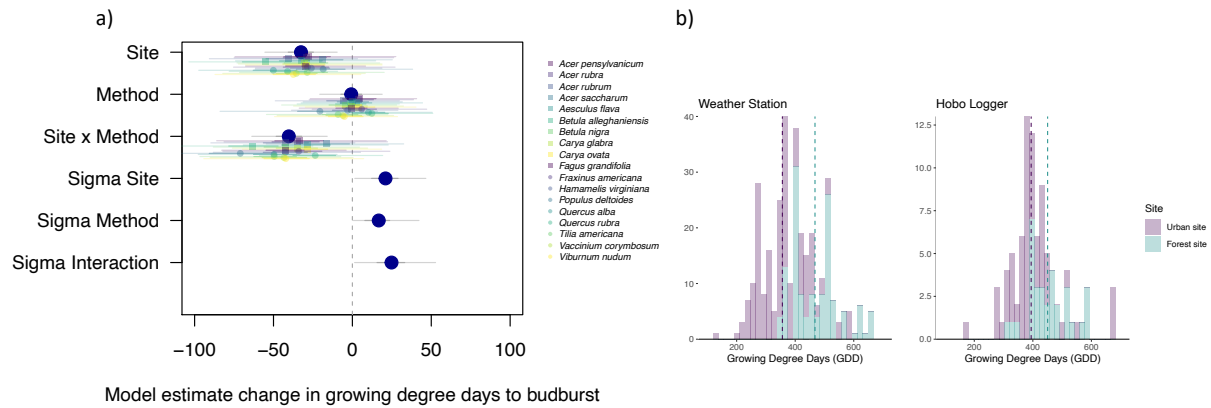 a)
Site
Method
Site x Method
Sigma Site
Sigma Method
Sigma Interaction
−100 −50 0 50 100
Model estimate change in growing degree days to budburst
Acer pensylvanicum
Acer rubra
Acer rubrum
Acer saccharum
Aesculus flava
Betula alleghaniensis
Betula nigra
Carya glabra
Carya ovata
Fagus grandifolia
Fraxinus americana
Hamamelis virginiana
Populus deltoides
Quercus alba
Quercus rubra
Tilia americana
Vaccinium corymbosum
Viburnum nudum
b)
Weather Station
40
30
20
10
0
200 400 600
Growing Degree Days (GDD)
Hobo Logger
12.5
10.0
7.5
5.0
2.5
0.0
200 400 600
Growing Degree Days (GDD)
Site
Urban site
Forest site